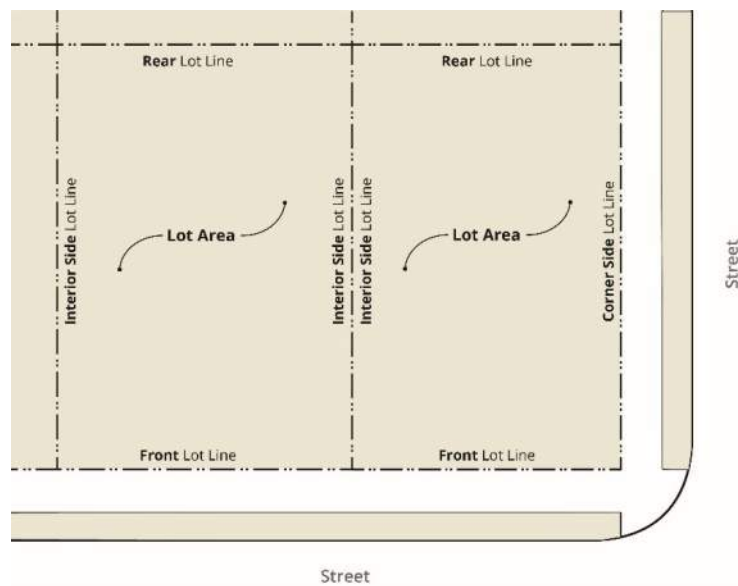 Rear Lot Line
Rear Lot Line
Interior Side Lot Line
Lot Area
Interior Side Lot Line
Interior Side Lot Line
Lot Area
Corner Side Lot Line
Street
Front Lot Line
Front Lot Line
Street